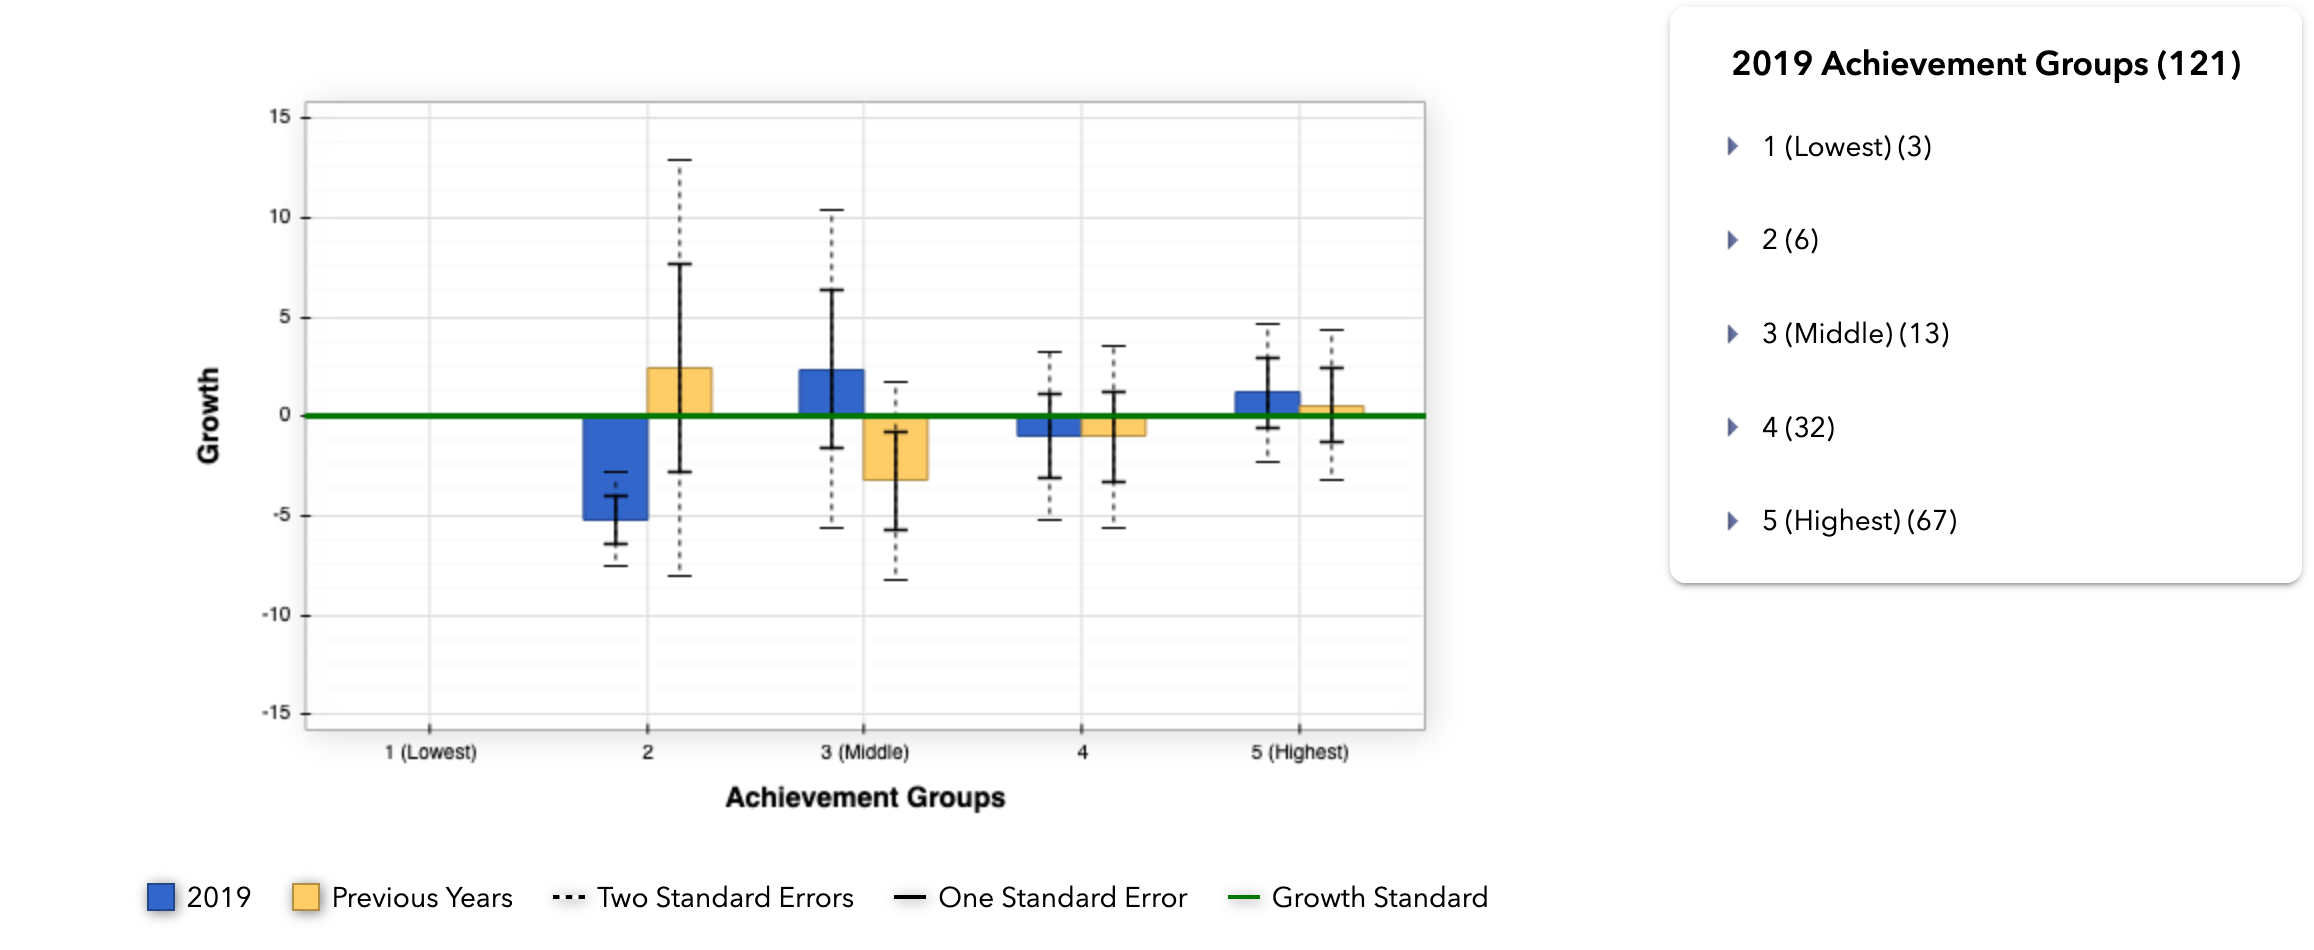 2019 Achievement Groups (121)
1 (Lowest) (3)
2 (6)
3 (Middle) (13)
4 (32)
5 (Highest) (67)
15
10
5
0
-5
-10
-15
Growth
1 (Lowest)
2
3 (Middle)
4
5 (Highest)
Achievement Groups
2019
Previous Years
Two Standard Errors
One Standard Error
Growth Standard